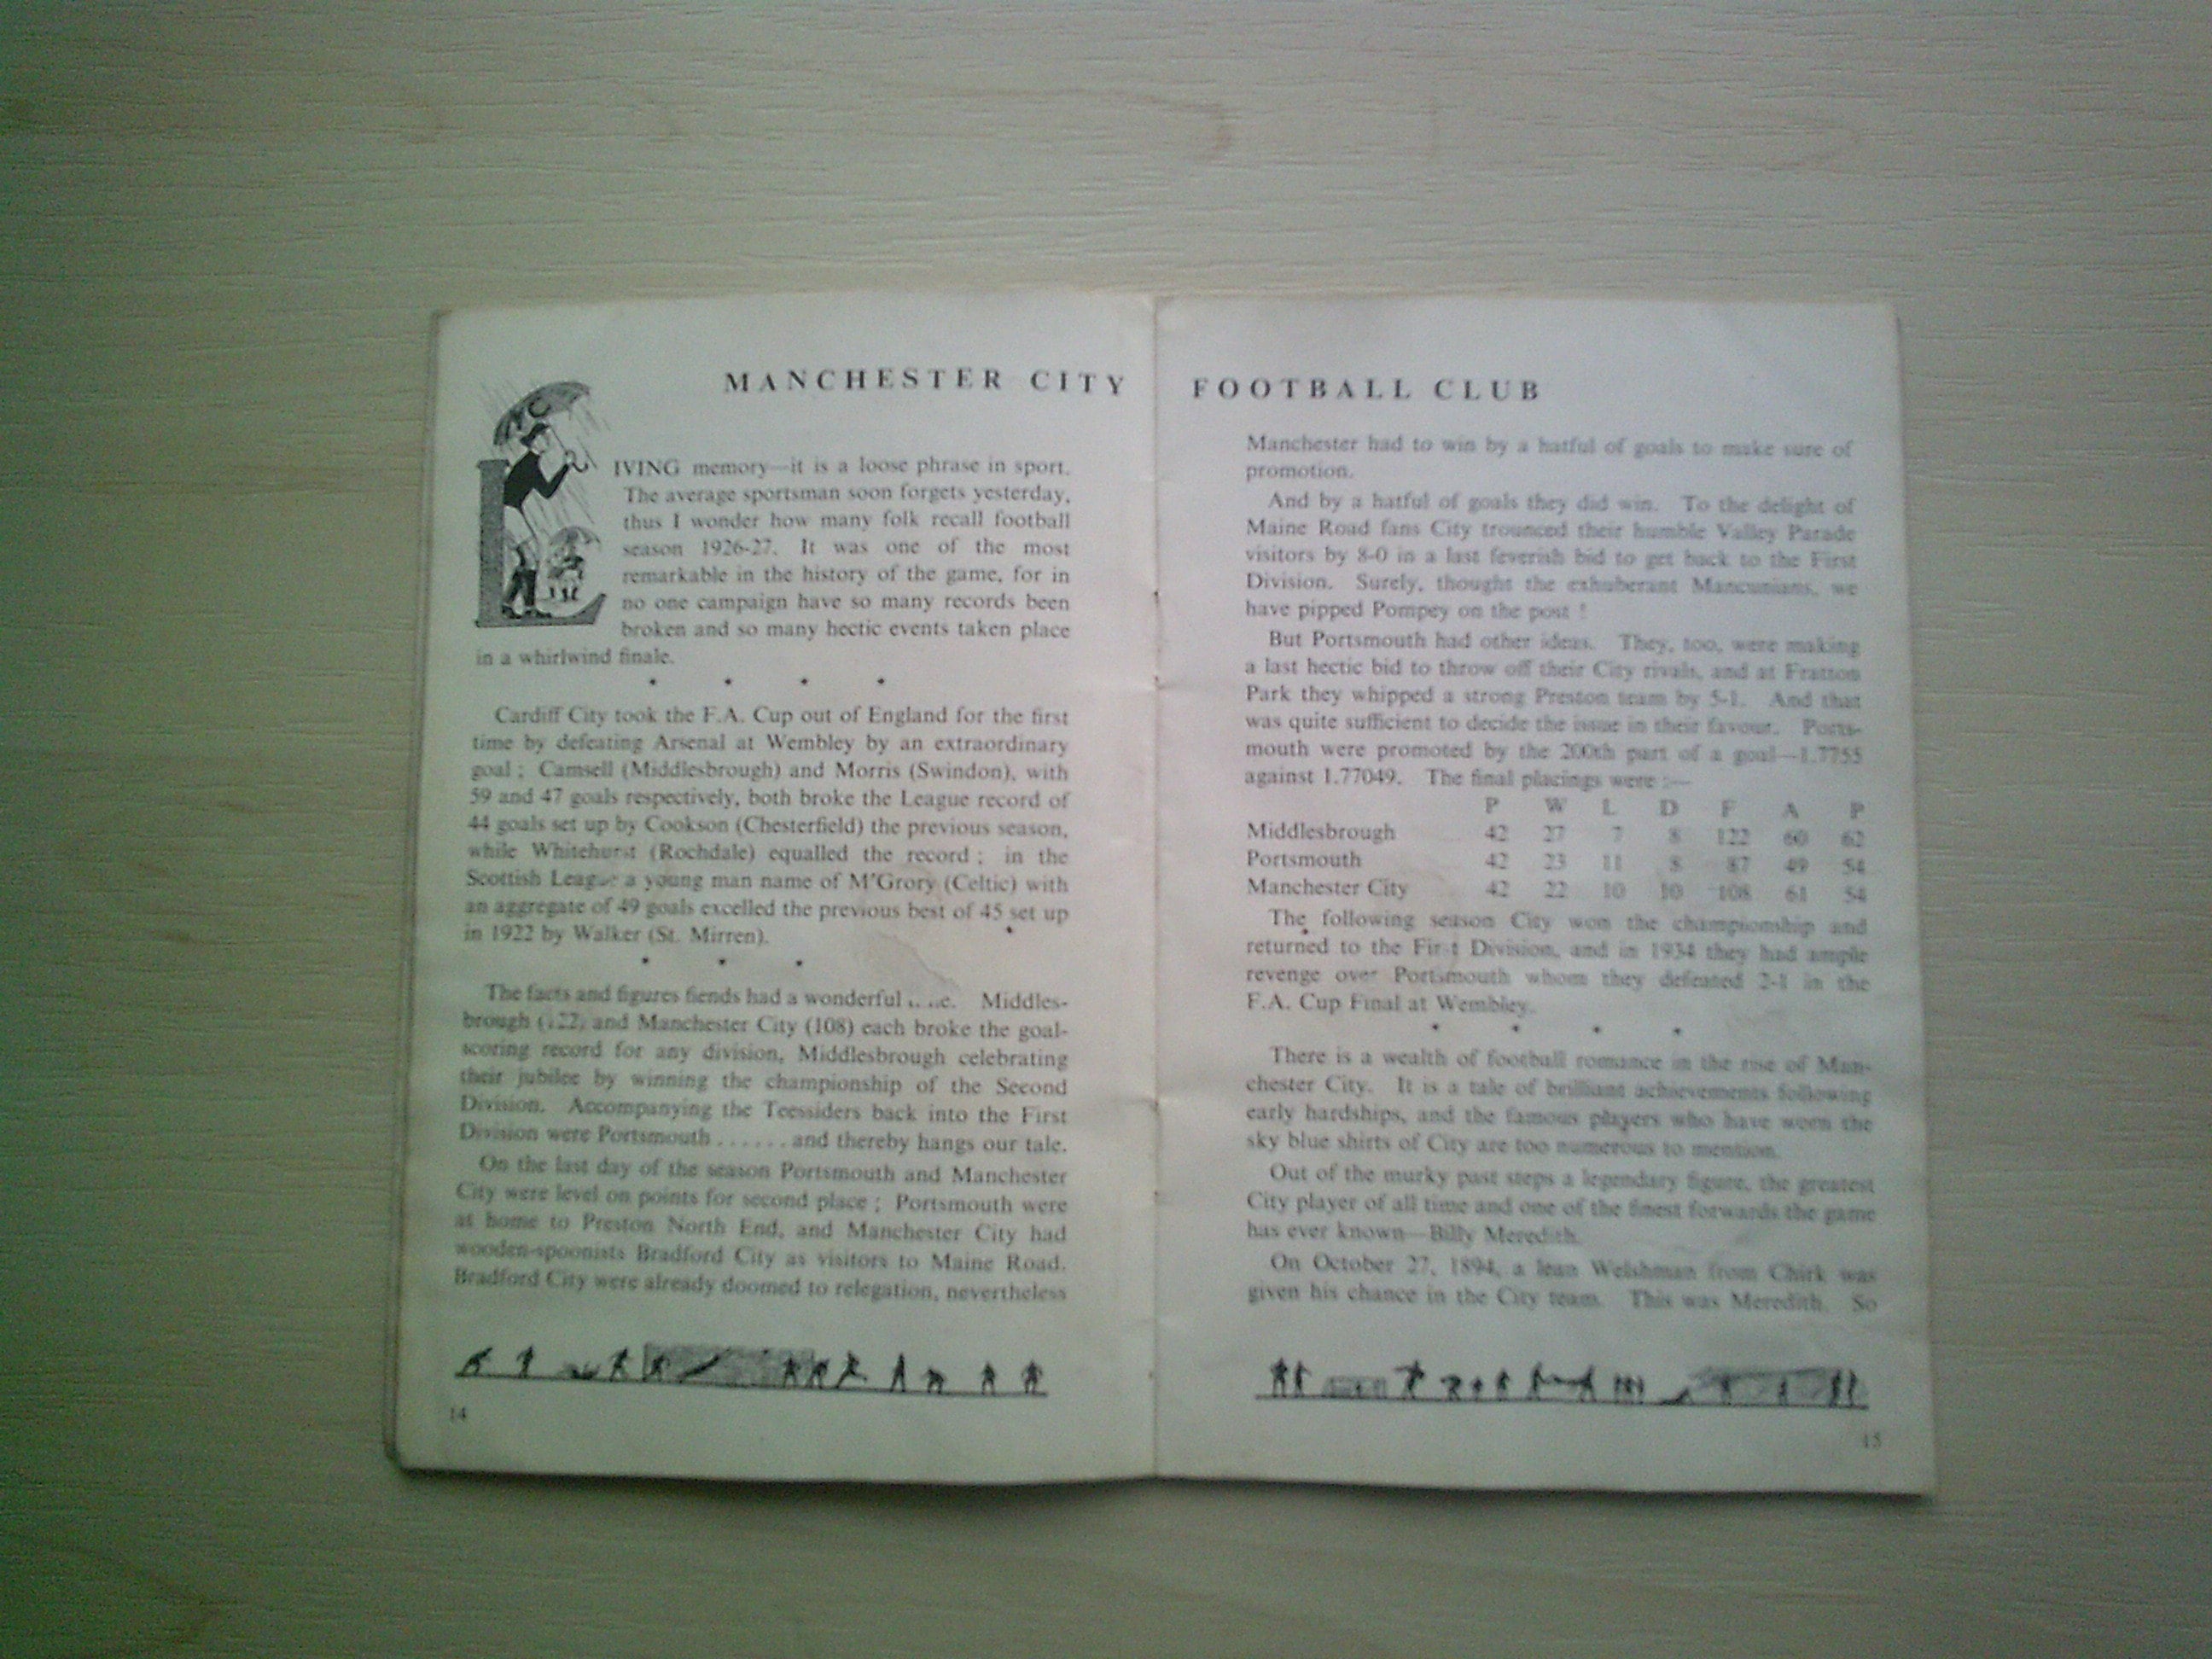 MANCHESTER CITY
LIVING memory—it is a loose phrase in sport.
The average sportsman soon forgets yesterday,
thus I wonder how many folk recall football
season 1926-27. It was one of the most
remarkable in the history of the game, for in
no one campaign have so many records been
broken and so many hectic events taken place
in a whirlwind finale.
Cardiff City took the F.A. Cup out of England for the first
time by defeating Arsenal at Wembley by an extraordinary
goal; Camsell (Middlesbrough) and Morris (Swindon), with
59 and 47 goals respectively, both broke the League record of
44 goals set up by Cookson (Chesterfield) the previous season,
while Whitehurst (Rochdale) equalled the record; in the
Scottish League a young man name of M'Grory (Celtic) with
an aggregate of 49 goals excelled the previous best of 45 set up
in 1922 by Walker (St. Mirren).
The facts and figures fiends had a wonderful Middles-
brough (122) and Manchester City (108) each broke the goal-
scoring record for any division, Middlesbrough celebrating
their jubilee by winning the championship of the Second
Division. Accompanying the Teessiders back into the First
Division were Portsmouth......and thereby hangs our tale.
On the last day of the season Portsmouth and Manchester
City were level on points for second place; Portsmouth were
at home to Preston North End, and Manchester City had
wooden-spoonists Bradford City as visitors to Maine Road.
Bradford City were already doomed to relegation, nevertheless
14
FOOTBALL CLUB
Manchester had to win by a hatful of goals to make sure of
promotion.
And by a hatful of goals they did win. To the delight of
Maine Road fans City trounced their humble Valley Parade
visitors by 8-0 in a last feverish bid to get back to the First
Division. Surely, thought the exhuberant Mancunians, we
have pipped Pompey on the post!
But Portsmouth had other ideas. They, too, were making
a last hectic bid to throw off their City rivals, and at Fratton
Park they whipped a strong Preston team by 5-1. And that
was quite sufficient to decide the issue in their favour. Ports-
mouth were promoted by the 200th part of a goal—1.7755
against 1.77049. The final placings were:—
P W L D F A P
Middlesbrough 42 27 7 8 122 60 62
Portsmouth 42 23 11 8 87 49 54
Manchester City 42 22 10 10 108 61 54
The following season City won the championship and
returned to the First Division, and in 1934 they had ample
revenge over Portsmouth whom they defeated 2-1 in the
F.A. Cup Final at Wembley.
There is a wealth of football romance in the rise of Man-
chester City. It is a tale of brilliant achievements following
early hardships, and the famous players who have worn the
sky blue shirts of City are too numerous to mention.
Out of the murky past steps a legendary figure, the greatest
City player of all time and one of the finest forwards the game
has ever known—Billy Meredith.
On October 27, 1894, a lean Welshman from Chirk was
given his chance in the City team. This was Meredith. So
15